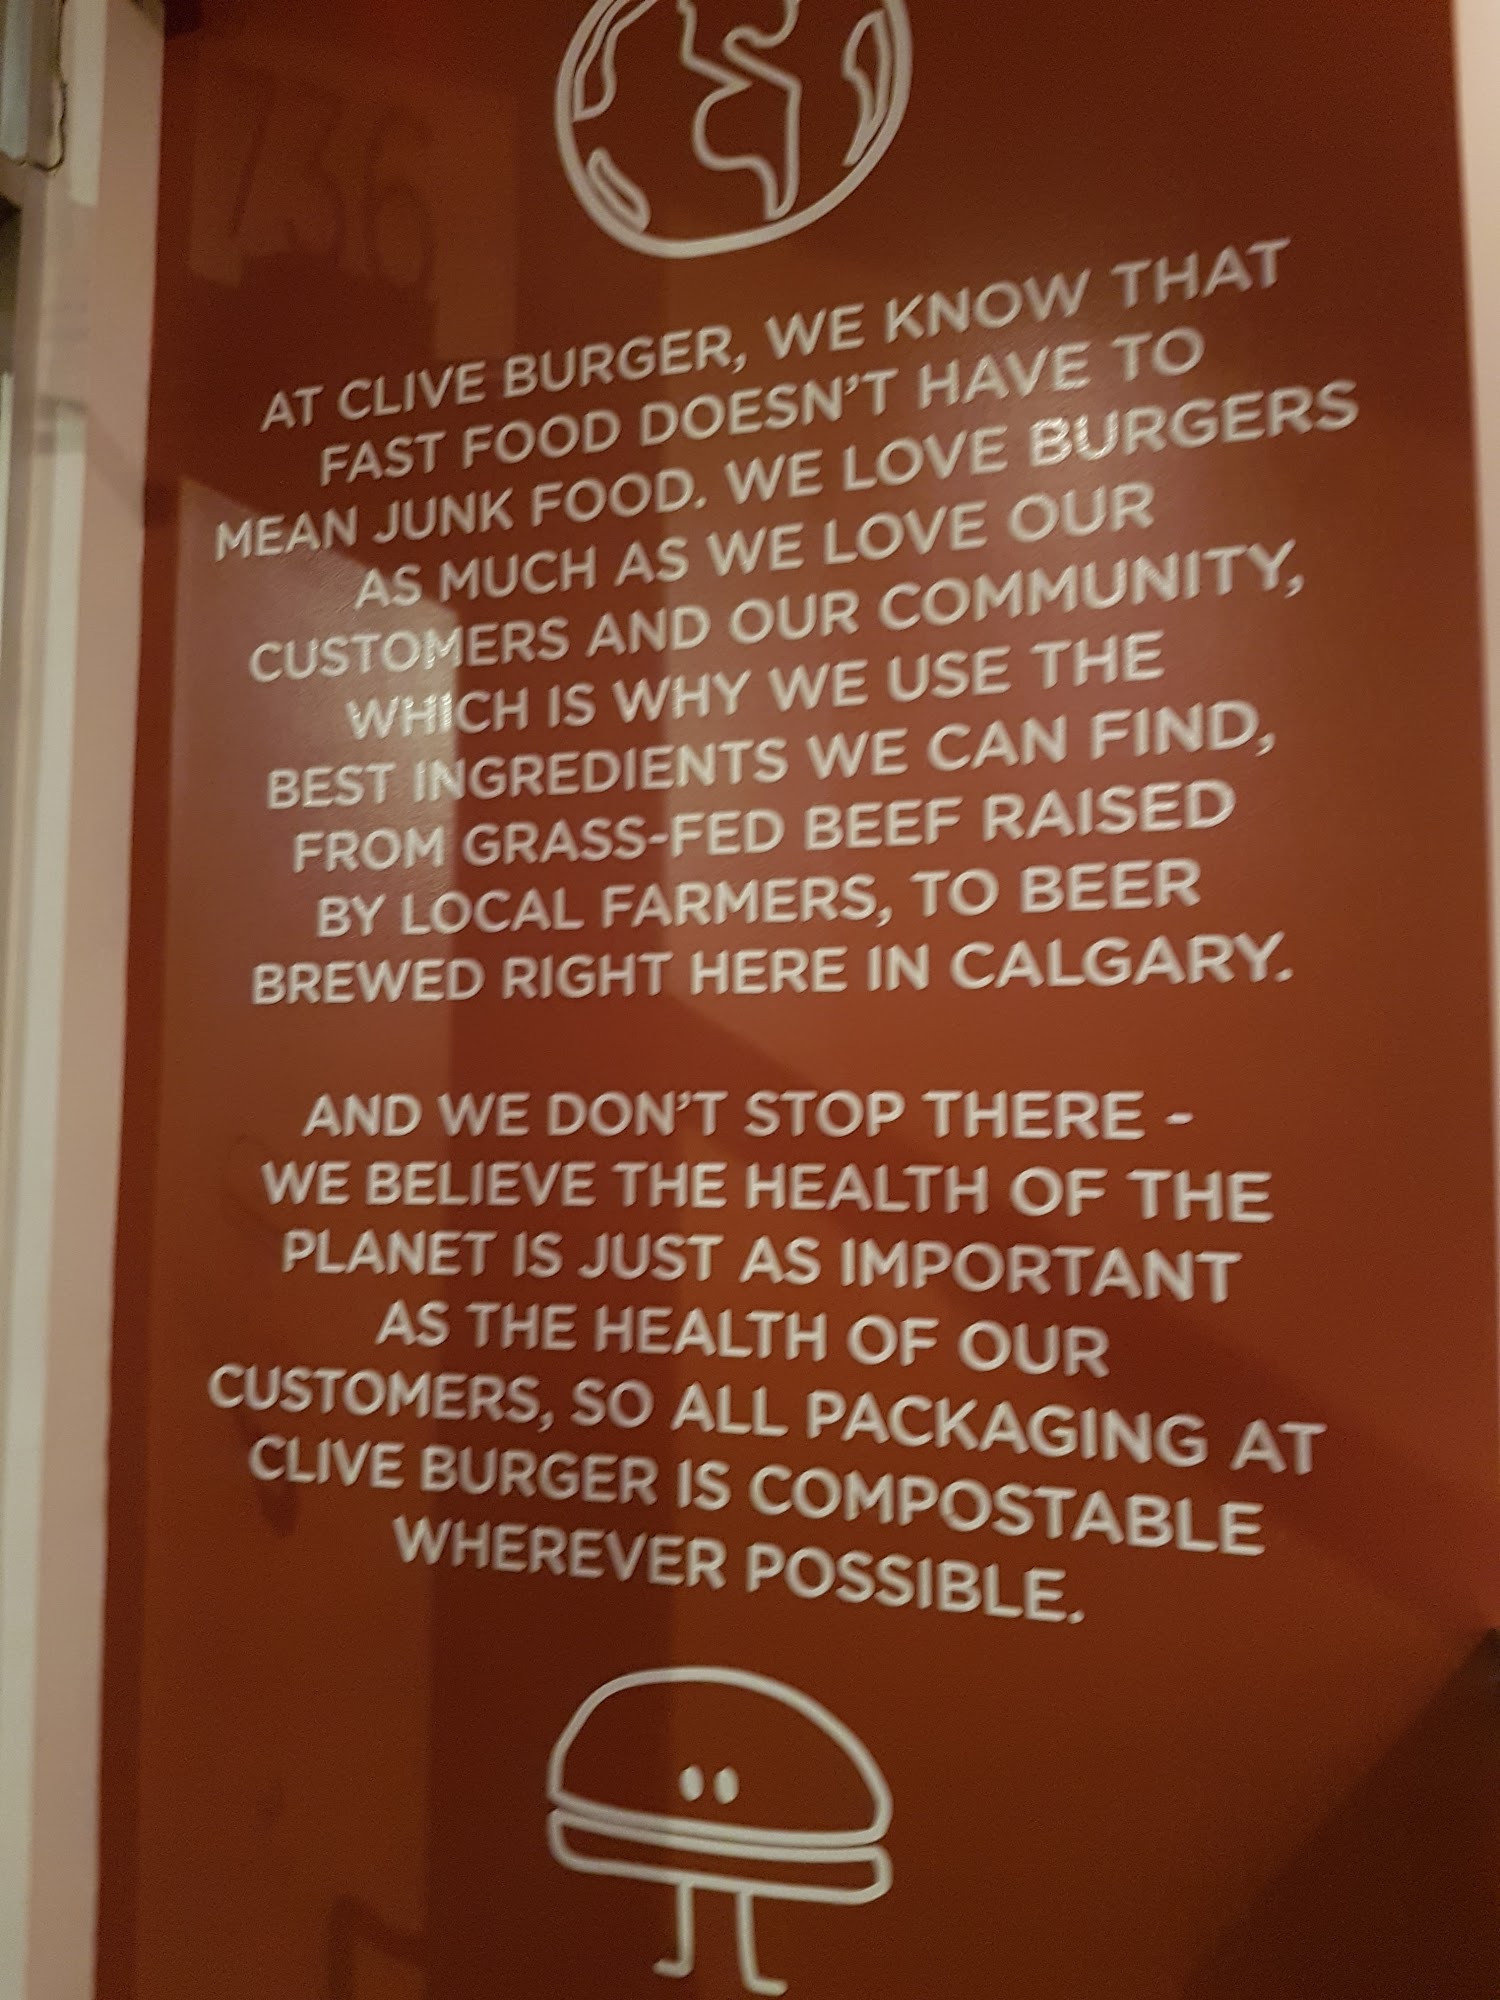 AT CLIVE BURGER, WE KNOW THAT
FAST FOOD DOESN'T HAVE TO
MEAN JUNK FOOD. WE LOVE BURGERS
AS MUCH AS WE LOVE OUR
CUSTOMERS AND OUR COMMUNITY,
WHICH IS WHY WE USE THE
BEST INGREDIENTS WE CAN FIND,
FROM GRASS-FED BEEF RAISED
BY LOCAL FARMERS, TO BEER
BREWED RIGHT HERE IN CALGARY.
AND WE DON'T STOP THERE -
WE BELIEVE THE HEALTH OF THE
PLANET IS JUST AS IMPORTANT
AS THE HEALTH OF OUR
CUSTOMERS, SO ALL PACKAGING AT
CLIVE BURGER IS COMPOSTABLE
WHEREVER POSSIBLE.